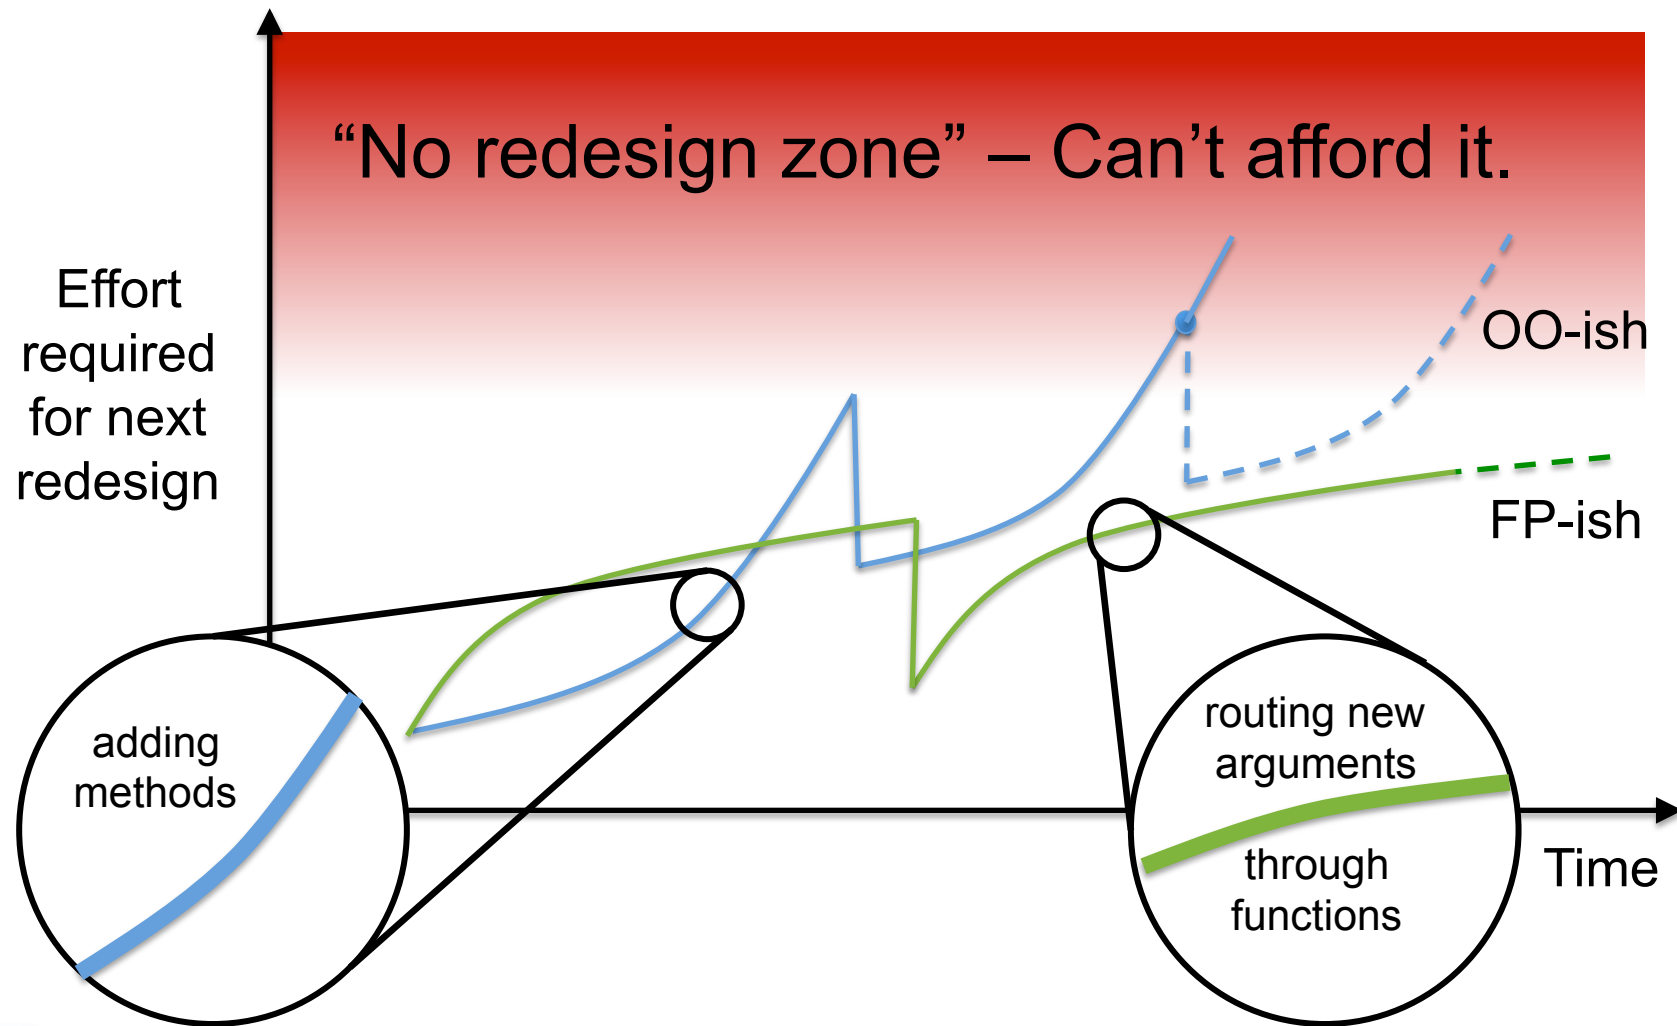 “No redesign zone” – Can’t afford it.
Effort
required
for next
redesign
OO-ish
FP-ish
adding
methods
routing new
arguments
through
functions
Time